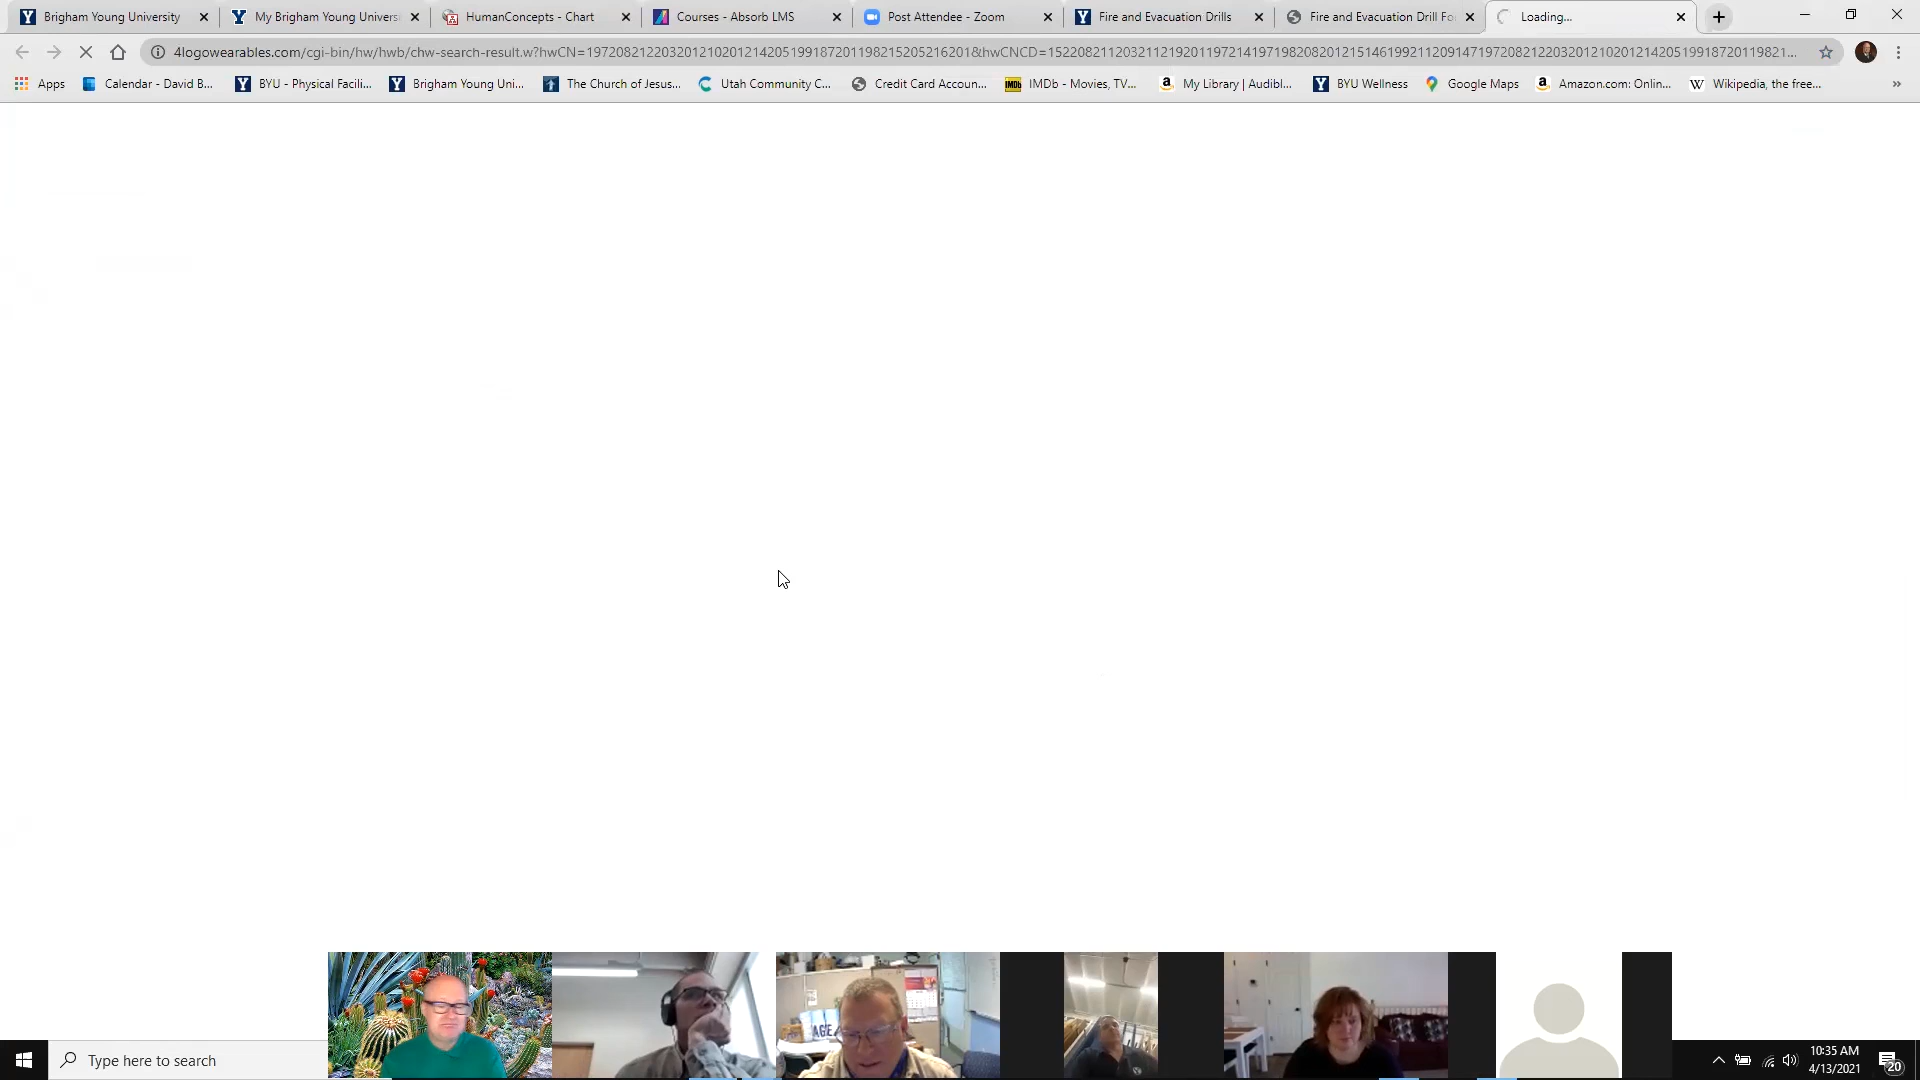 Brigham Young University
My Brigham Young Universi
HumanConcepts - Chart
Courses - Absorb LMS
Post Attendee - Zoom
Fire and Evacuation Drills
Fire and Evacuation Drill Fo
Loading...
4logowearables.com/cgi-bin/hw/hwb/chw-search-result.w?hwCN=
Apps
Calendar - David B...
BYU - Physical Facili...
Brigham Young Uni...
The Church of Jesus...
Utah Community C...
Credit Card Accoun...
IMDb - Movies, TV...
My Library | Audibl...
BYU Wellness
Google Maps
Amazon.com: Onlin...
Wikipedia, the free...
Type here to search
10:35 AM
4/13/2021
20